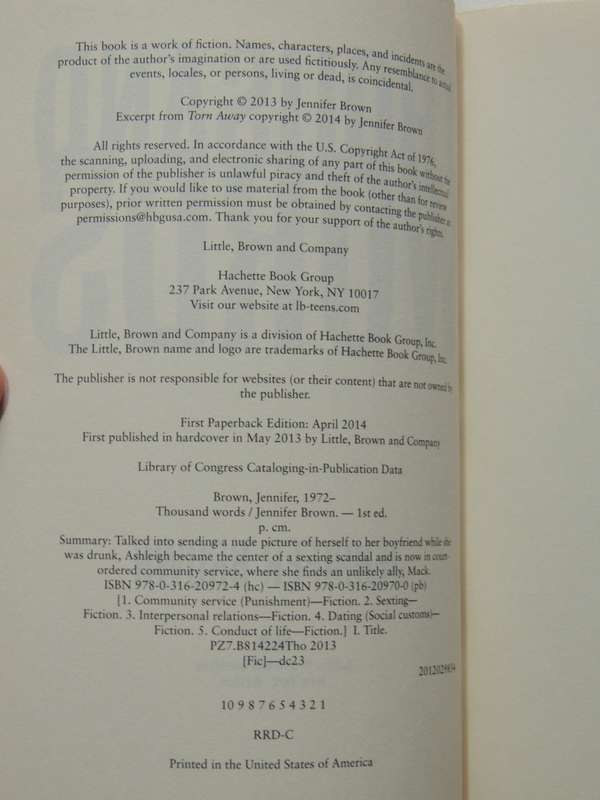 This book is a work of fiction. Names, characters, places, and incidents are the
product of the author's imagination or are used fictitiously. Any resemblance to actual
events, locales, or persons, living or dead, is coincidental.
Copyright © 2013 by Jennifer Brown
Excerpt from Torn Away copyright © 2014 by Jennifer Brown
All rights reserved. In accordance with the U.S. Copyright Act of 1976,
the scanning, uploading, and electronic sharing of any part of this book without the
permission of the publisher is unlawful piracy and theft of the author's intellectual
property. If you would like to use material from the book (other than for review
purposes), prior written permission must be obtained by contacting the publisher at
permissions@hbgusa.com. Thank you for your support of the author's rights.
Little, Brown and Company
Hachette Book Group
237 Park Avenue, New York, NY 10017
Visit our website at lb-teens.com
Little, Brown and Company is a division of Hachette Book Group, Inc.
The Little, Brown name and logo are trademarks of Hachette Book Group, Inc.
The publisher is not responsible for websites (or their content) that are not owned by
the publisher.
First Paperback Edition: April 2014
First published in hardcover in May 2013 by Little, Brown and Company
Library of Congress Cataloging-in-Publication Data
Brown, Jennifer, 1972–
Thousand words / Jennifer Brown. — 1st ed.
p. cm.
Summary: Talked into sending a nude picture of herself to her boyfriend while she
was drunk, Ashleigh became the center of a sexting scandal and is now in court-
ordered community service, where she finds an unlikely ally, Mack.
ISBN 978-0-316-20972-4 (hc) — ISBN 978-0-316-20970-0 (pb)
[1. Community service (Punishment)—Fiction. 2. Sexting—
Fiction. 3. Interpersonal relations—Fiction. 4. Dating (Social customs)—
Fiction. 5. Conduct of life—Fiction.] I. Title.
PZ7.B814224Tho 2013
[Fic]—dc23
10 9 8 7 6 5 4 3 2 1
RRD-C
Printed in the United States of America